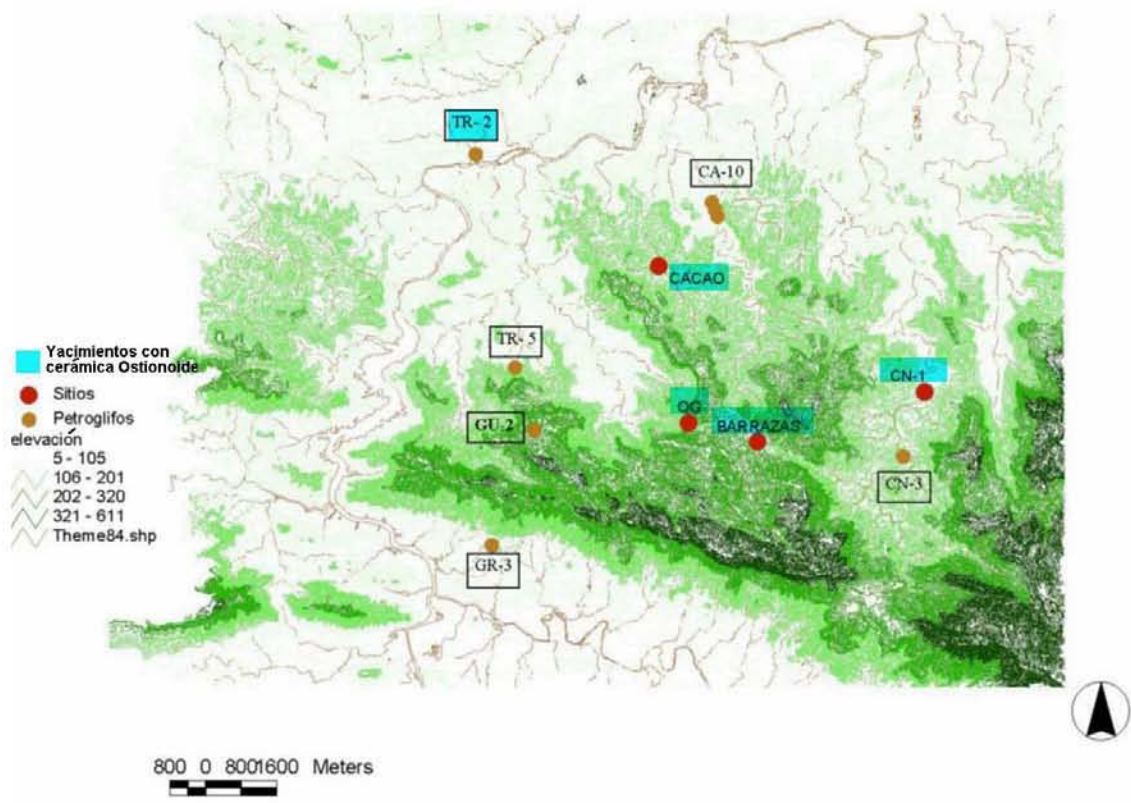 TR- 2
CA-10
CACAO
TR- 5
CN-1
OG
BARRAZAS
GU-2
CN-3
GR-3
Yacimientos con
cerámica Ostionoide
Sitios
Petroglifos
elevación
5 - 105
106 - 201
202 - 320
321 - 611
Theme84.shp
800 0 8001600 Meters